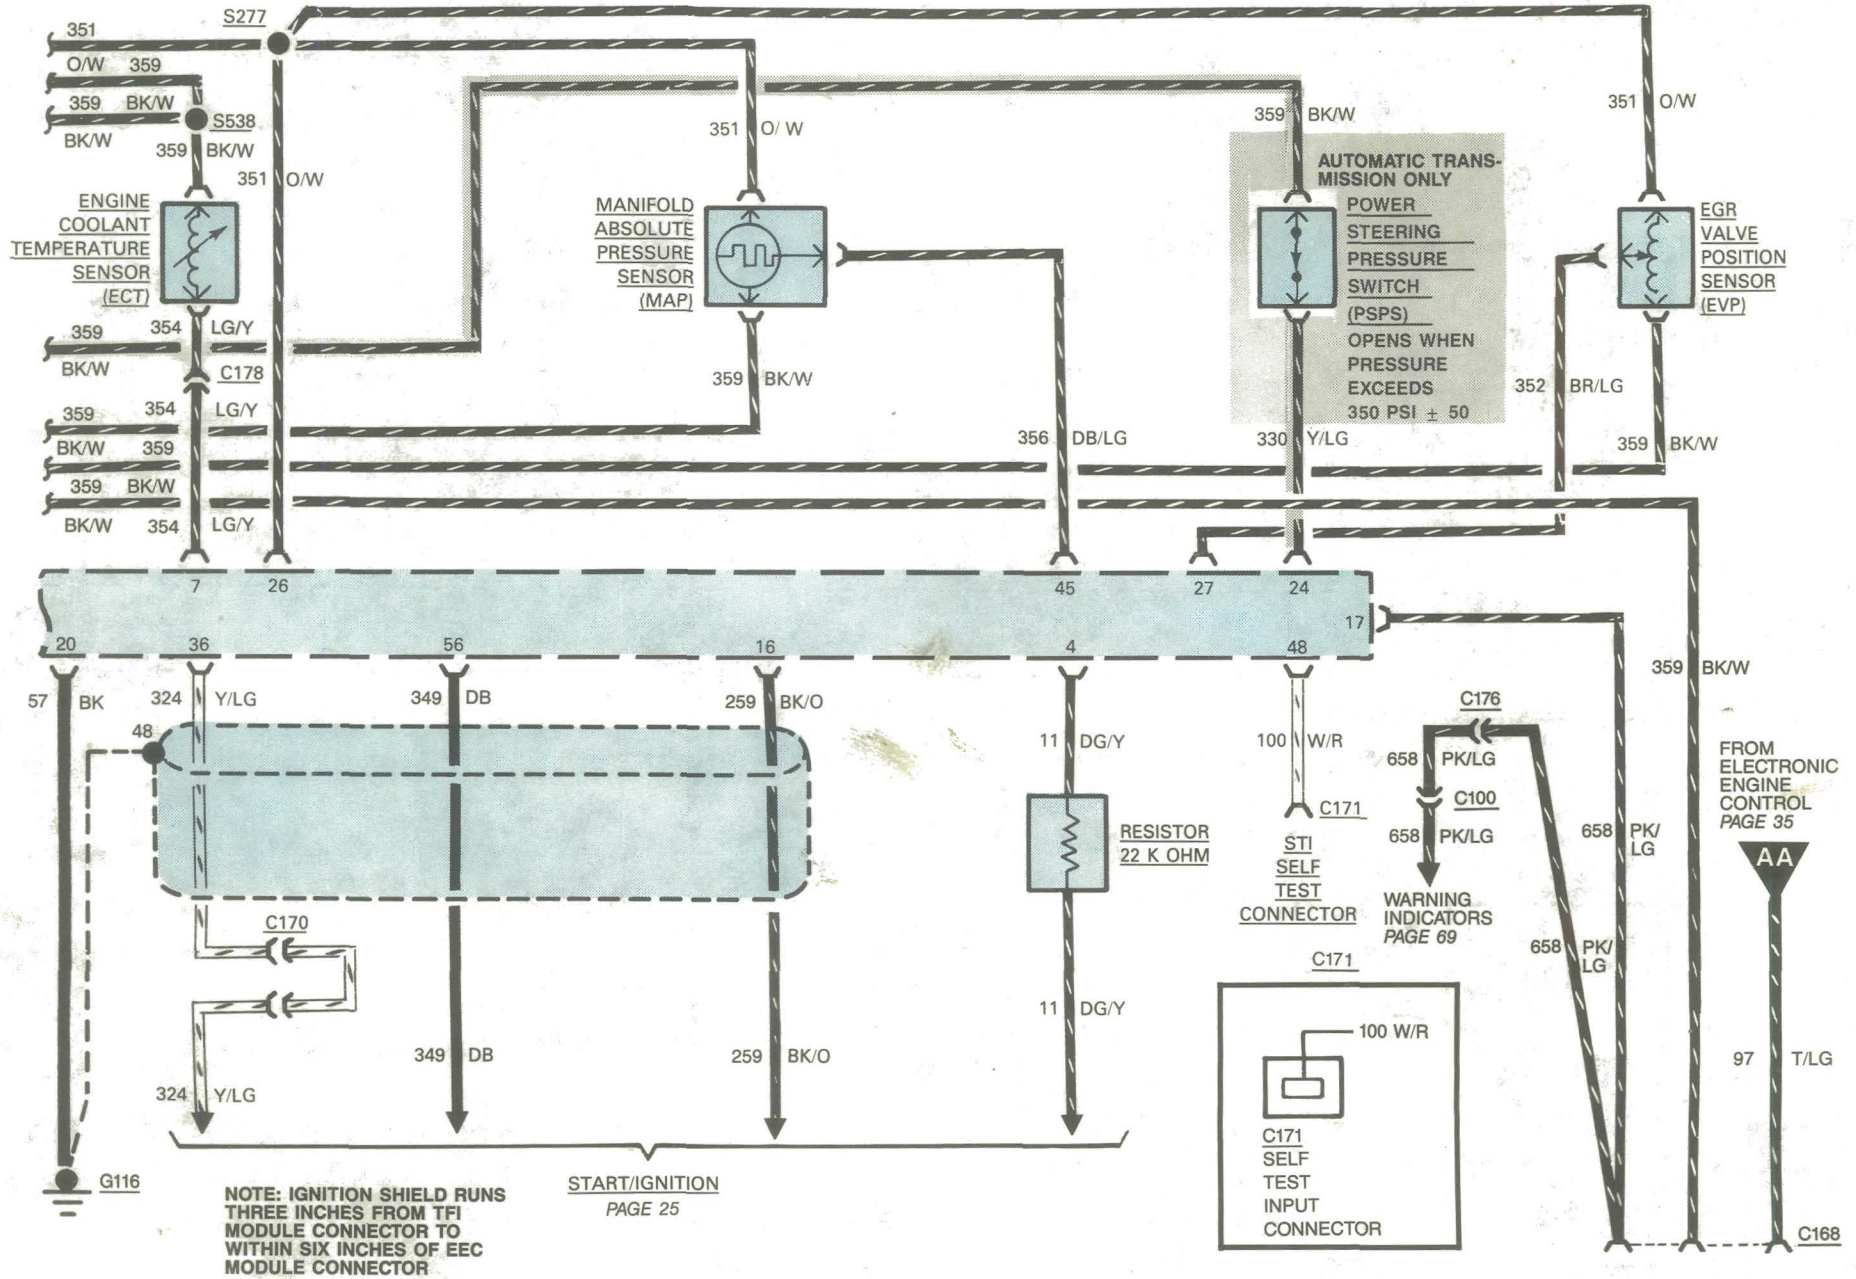 S277
351
O/W 359
359 BK/W
BK/W
S538
359 BK/W
351 O/W
351 O/W
359 BK/W
351 O/W
ENGINE
COOLANT
TEMPERATURE
SENSOR
(ECT)
MANIFOLD
ABSOLUTE
PRESSURE
SENSOR
(MAP)
AUTOMATIC TRANS-
MISSION ONLY
POWER
STEERING
PRESSURE
SWITCH
(PSPS)
OPENS WHEN
PRESSURE
EXCEEDS
350 PSI ± 50
EGR
VALVE
POSITION
SENSOR
(EVP)
359
BK/W
354 LG/Y
C178
354 LG/Y
359
BK/W 359
359 BK/W
BK/W 354 LG/Y
359 BK/W
356 DB/LG
330 Y/LG
352 BR/LG
359 BK/W
7 26 45 27 24
17
20 36 56 16 4 48
57 BK
324 Y/LG
349 DB
259 BK/O
48
11 DG/Y
100 W/R
C171
STI
SELF
TEST
CONNECTOR
RESISTOR
22 K OHM
C176
658 PK/LG
C100
658 PK/LG
WARNING
INDICATORS
PAGE 69
359 BK/W
658 PK/
LG
658 PK/
LG
FROM
ELECTRONIC
ENGINE
CONTROL
PAGE 35
AA
97 T/LG
C170
324 Y/LG
349 DB
259 BK/O
11 DG/Y
C171
100 W/R
C171
SELF
TEST
INPUT
CONNECTOR
C168
G116
START/IGNITION
PAGE 25
NOTE: IGNITION SHIELD RUNS
THREE INCHES FROM TFI
MODULE CONNECTOR TO
WITHIN SIX INCHES OF EEC
MODULE CONNECTOR